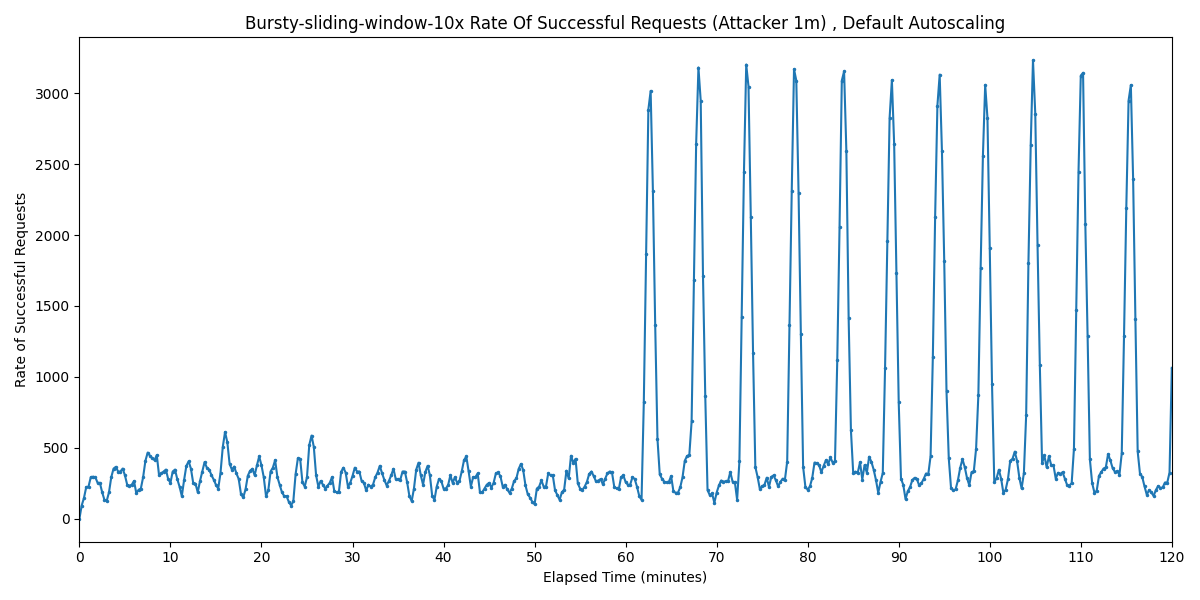 Bursty-sliding-window-10x Rate Of Successful Requests (Attacker 1m) , Default Autoscaling
Rate of Successful Requests
3000
2500
2000
1500
1000
500
0
0 10 20 30 40 50 60 70 80 90 100 110 120
Elapsed Time (minutes)